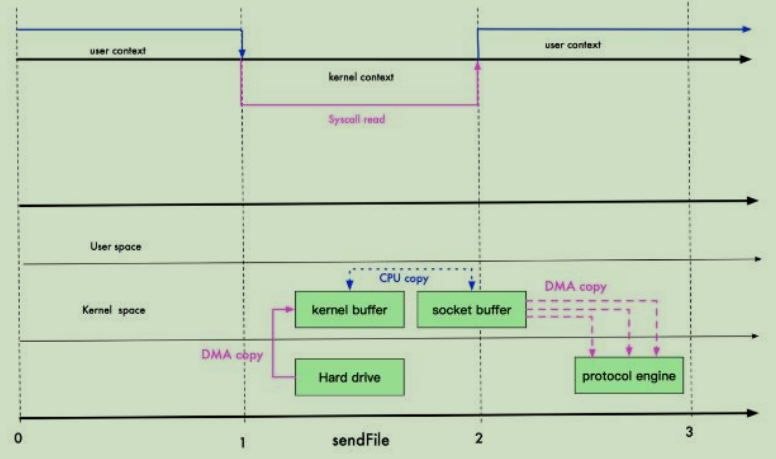 user context
user context
kernel context
Syscall read
User space
CPU copy
DMA copy
Kernel space
kernel buffer
socket buffer
DMA copy
Hard drive
protocol engine
0
1
sendFile
2
3